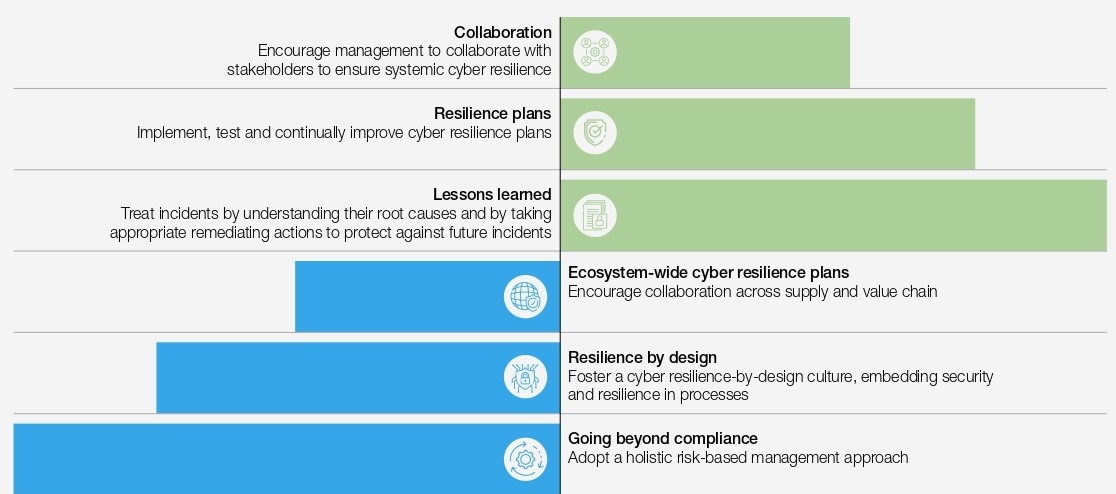 Collaboration
Encourage management to collaborate with
stakeholders to ensure systemic cyber resilience
Resilience plans
Implement, test and continually improve cyber resilience plans
Lessons learned
Treat incidents by understanding their root causes and by taking
appropriate remediating actions to protect against future incidents
Ecosystem-wide cyber resilience plans
Encourage collaboration across supply and value chain
Resilience by design
Foster a cyber resilience-by-design culture, embedding security
and resilience in processes
Going beyond compliance
Adopt a holistic risk-based management approach